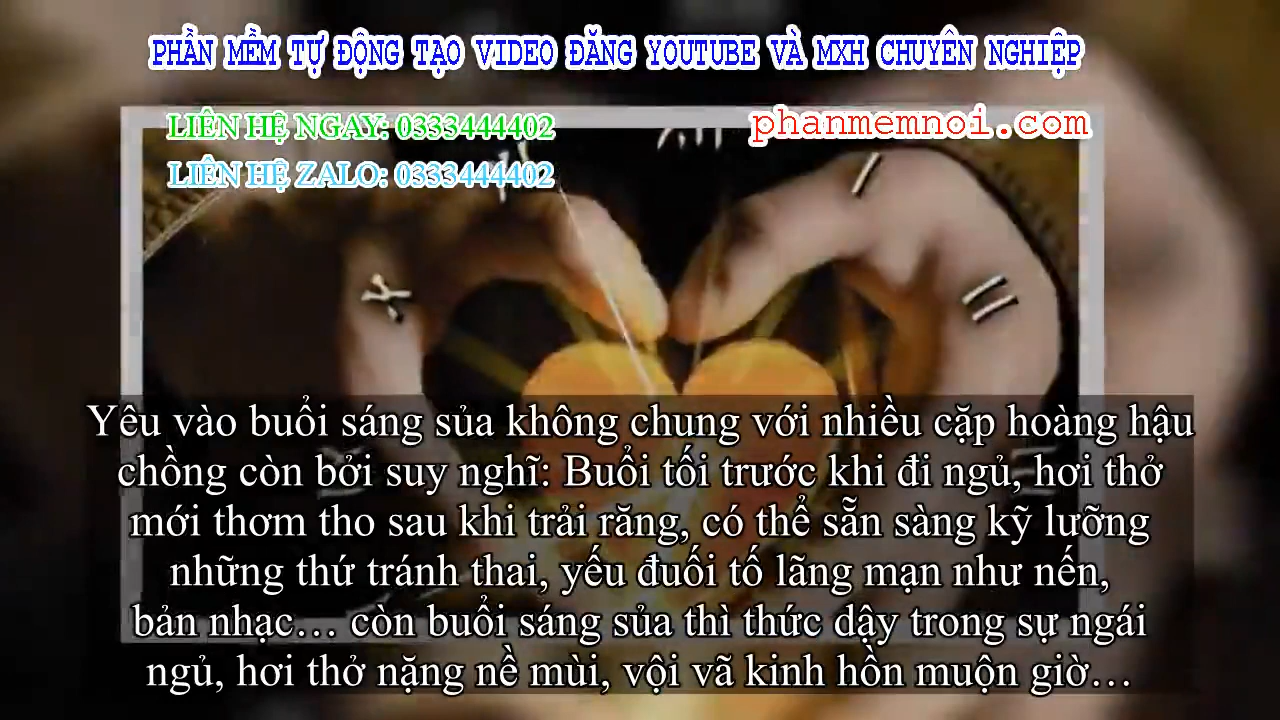 PHẦN MỀM TỰ ĐỘNG TẠO VIDEO ĐĂNG YOUTUBE VÀ MXH CHUYÊN NGHIỆP
LIÊN HỆ NGAY: 0333444402
phanmemnoi.com
LIÊN HỆ ZALO: 0333444402
Yêu vào buổi sáng sủa không chung với nhiều cặp hoàng hậu
chồng còn bởi suy nghĩ: Buổi tối trước khi đi ngủ, hơi thở
mới thơm tho sau khi trải răng, có thể sẵn sàng kỹ lưỡng
những thứ tránh thai, yếu đuối tố lãng mạn như nến,
bản nhạc… còn buổi sáng sủa thì thức dậy trong sự ngái
ngủ, hơi thở nặng nề mùi, vội vã kinh hồn muộn giờ…